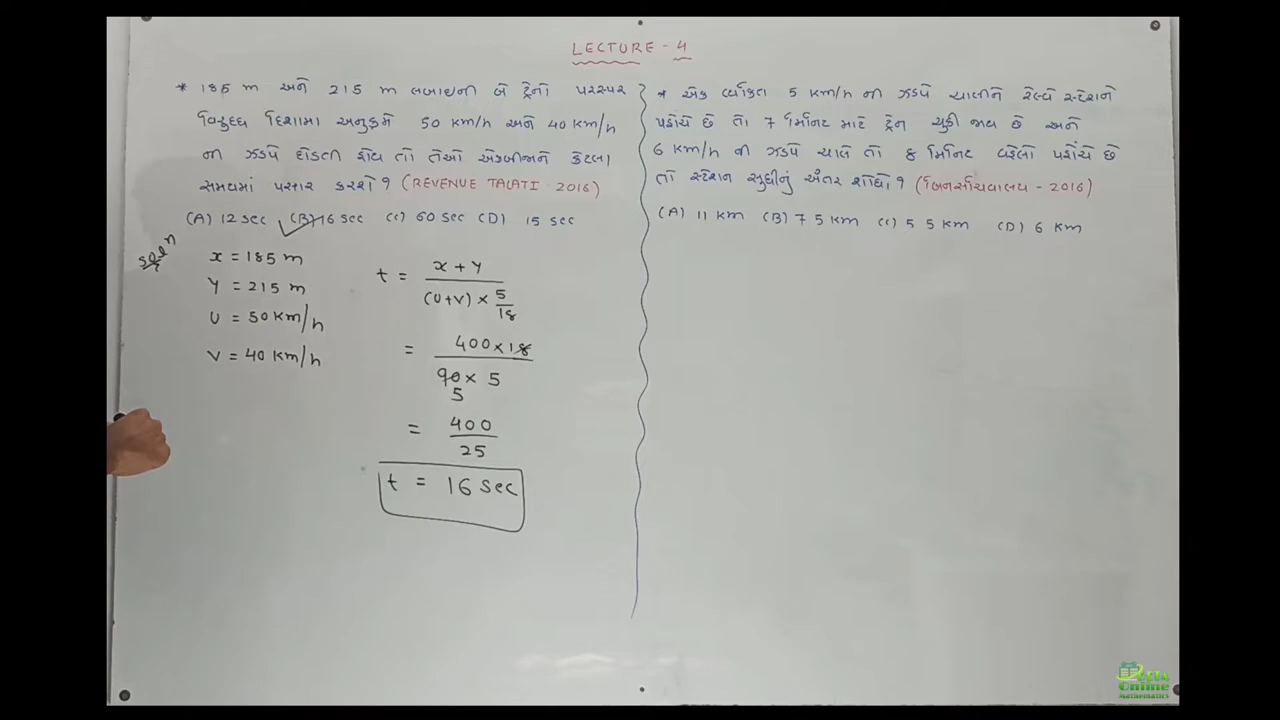 LECTURE - 4
* 185 m અને 215 m લંબાઇની બે ટ્રેનો પરસ્પર
વિરુદ્ધ દિશામા અનુક્રમે 50 km/h અને 40 km/h
ની ઝડપે દોડતી હોય તો તેઓ એકબીજાને કેટલા
સમયમાં પસાર કરશે? (REVENUE TALATI - 2016)
(A) 12 sec (B) 16 sec (C) 60 sec (D) 15 sec
solⁿ
x = 185 m
y = 215 m
U = 50 km/h
V = 40 km/h
t = x + y / (U+V) × 5/18
= 400 × 18 / 90 × 5
5
= 400 / 25
t = 16 sec
* એક વ્યકિત 5 km/h ની ઝડપે ચાલીને રેલ્વે સ્ટેશને
પહોંચે છે તો 7 મિનિટ માટે ટ્રેન ચુકી જાય છે અને
6 km/h ની ઝડપે ચાલે તો 8 મિનિટ વહેલો પહોંચે છે
તો સ્ટેશન સુધીનું અંતર શોધો? (બિનસચિવાલય - 2016)
(A) 11 km (B) 7 5 km (C) 5 5 km (D) 6 km
Online
Mathematics